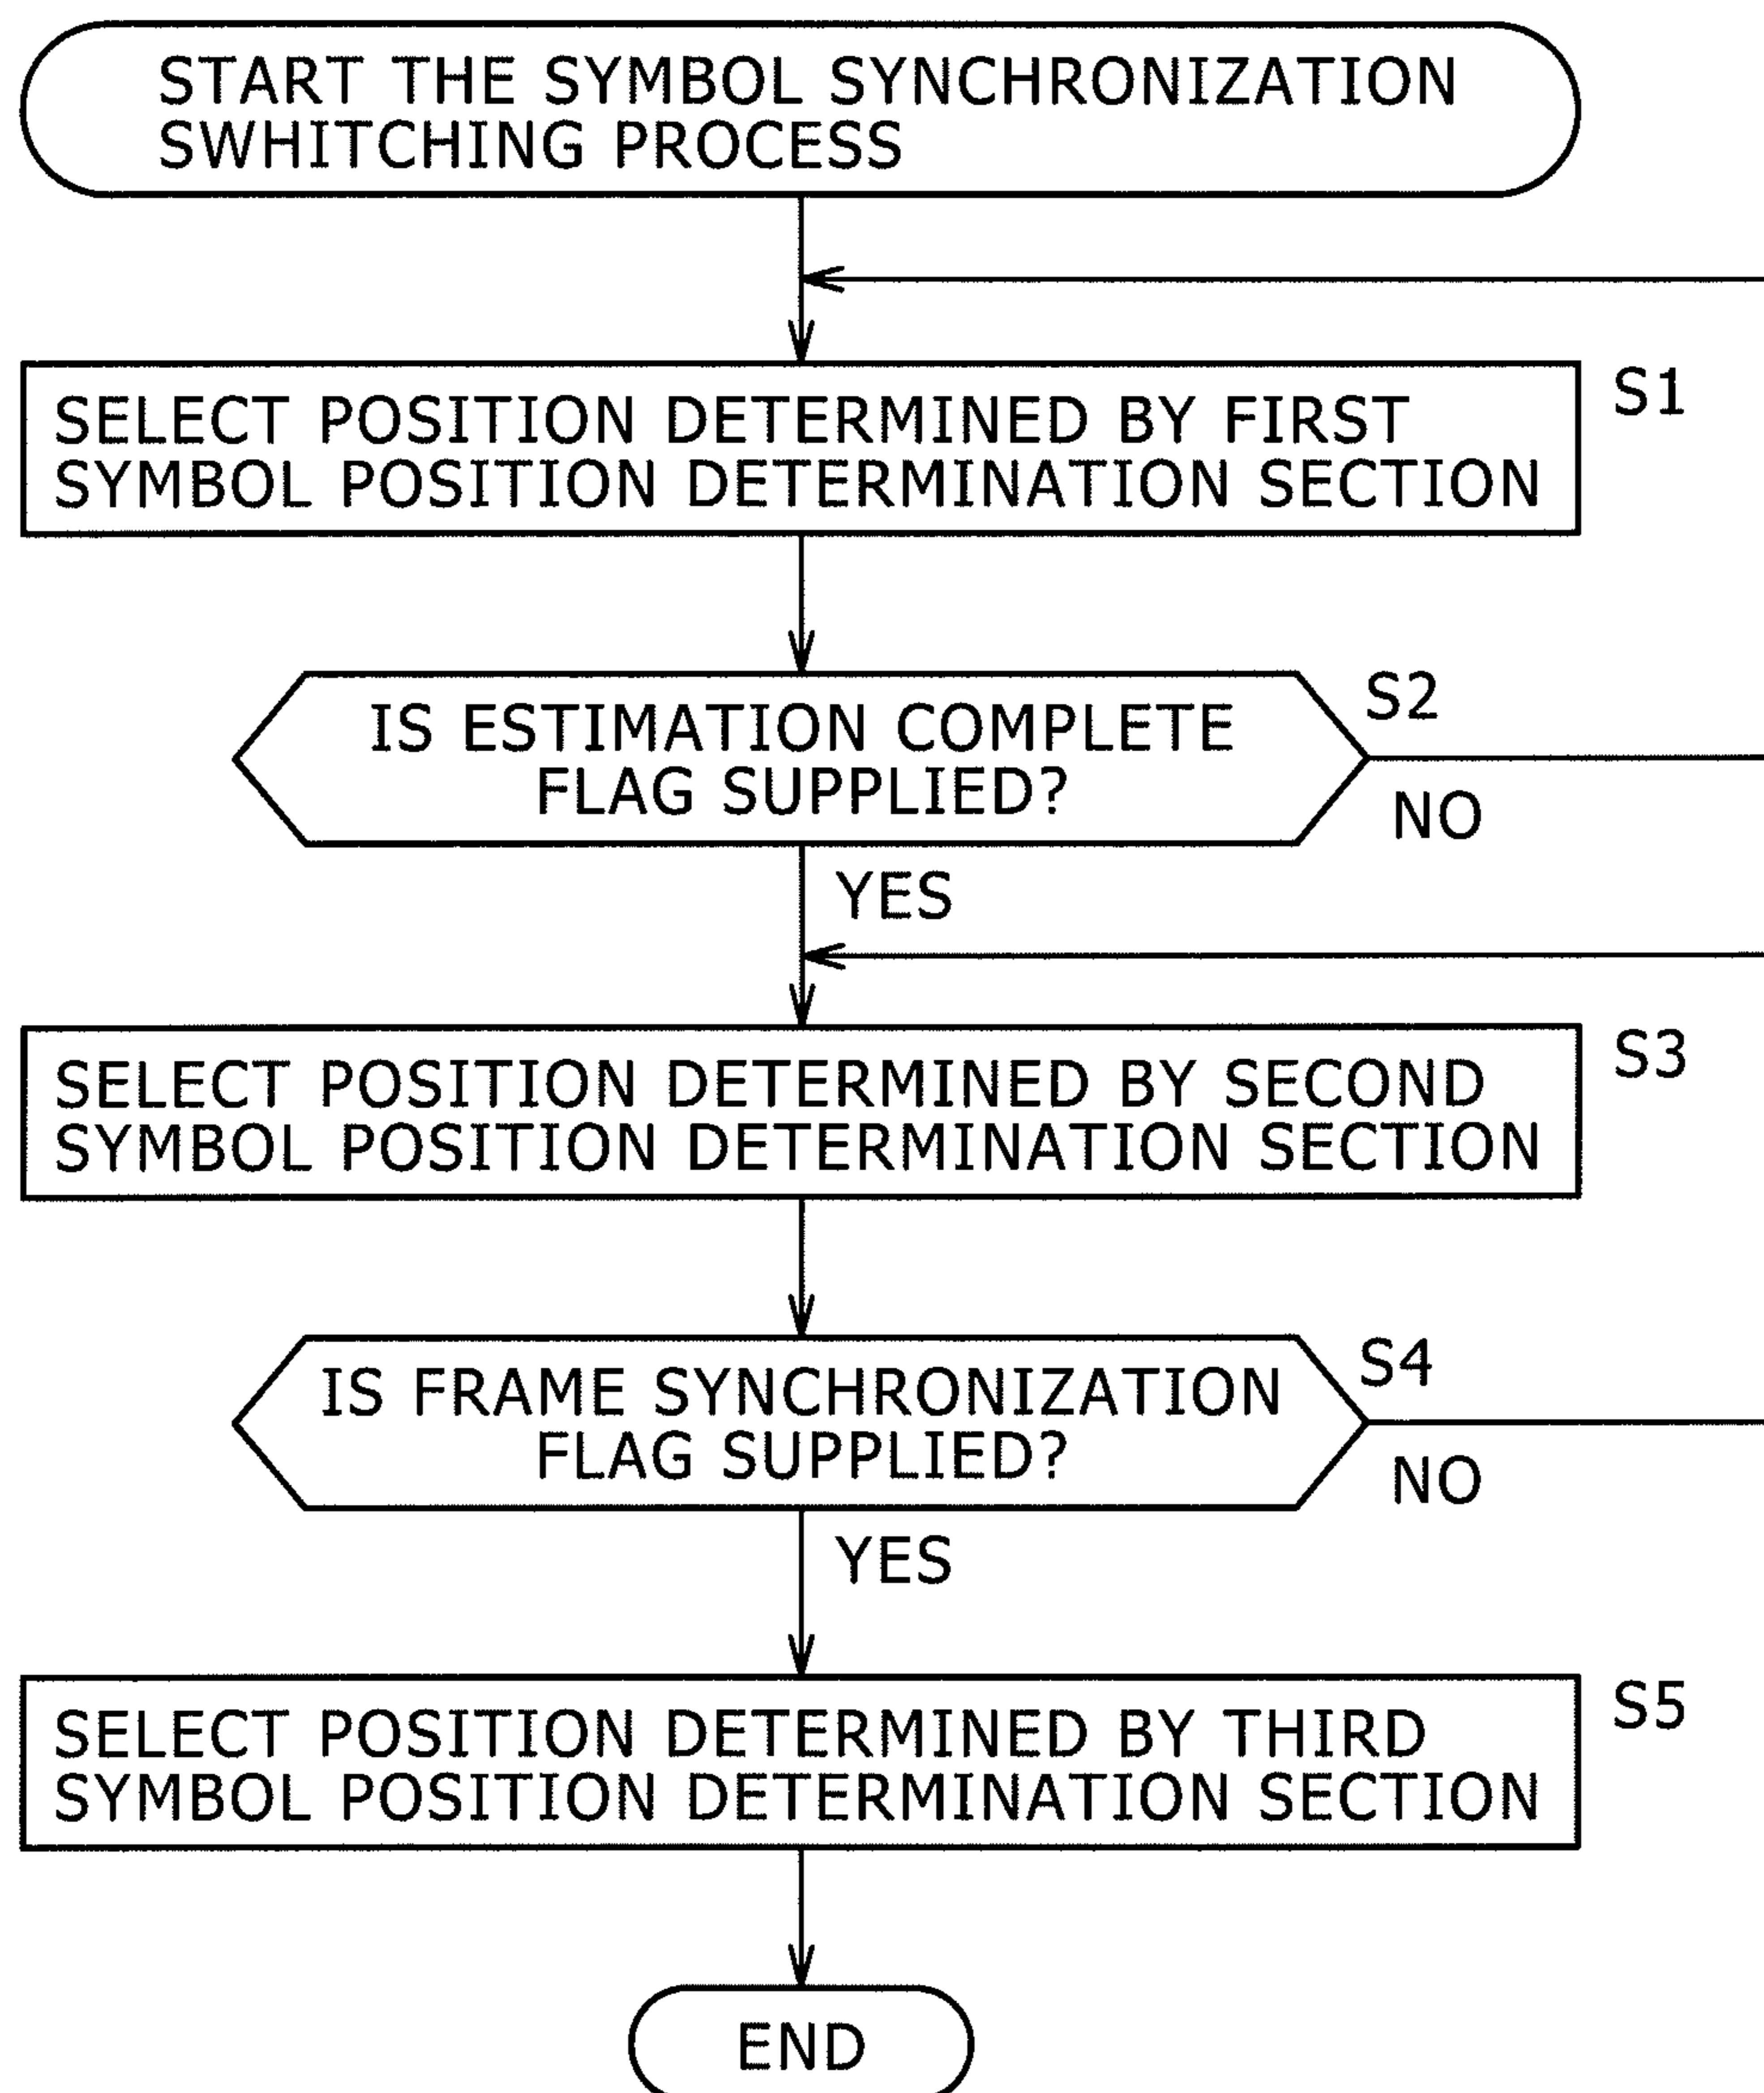 START THE SYMBOL SYNCHRONIZATION
SWHITCHING PROCESS
SELECT POSITION DETERMINED BY FIRST
SYMBOL POSITION DETERMINATION SECTION
S1
IS ESTIMATION COMPLETE
FLAG SUPPLIED?
S2
NO
YES
SELECT POSITION DETERMINED BY SECOND
SYMBOL POSITION DETERMINATION SECTION
S3
IS FRAME SYNCHRONIZATION
FLAG SUPPLIED?
S4
NO
YES
SELECT POSITION DETERMINED BY THIRD
SYMBOL POSITION DETERMINATION SECTION
S5
END